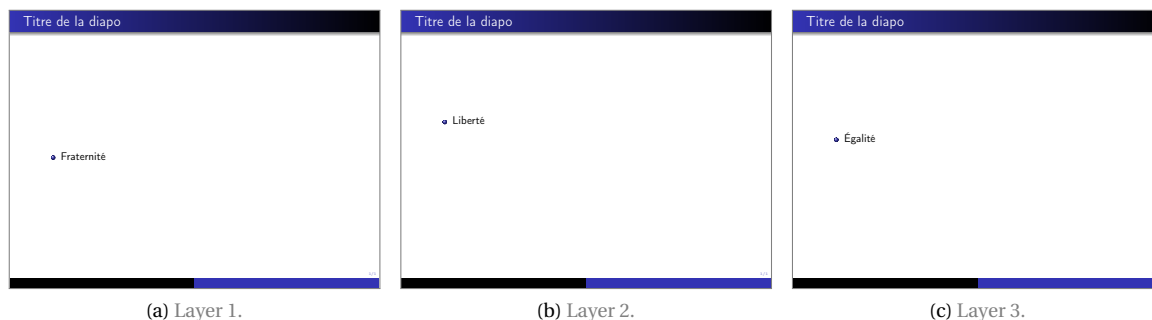 Titre de la diapo
Fraternité
(a) Layer 1.
Titre de la diapo
Liberté
(b) Layer 2.
Titre de la diapo
Égalité
(c) Layer 3.